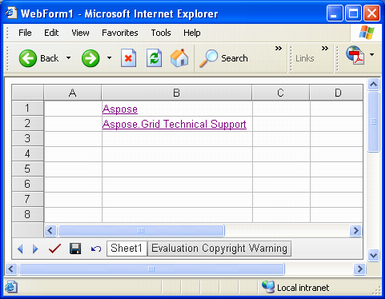 WebForm1 - Microsoft Internet Explorer
File Edit View Favorites Tools Help
Back Search Links
A B C D
1 Aspose
2 Aspose.Grid Technical Support
3
4
5
6
7
8
Sheet1 Evaluation Copyright Warning
Local intranet